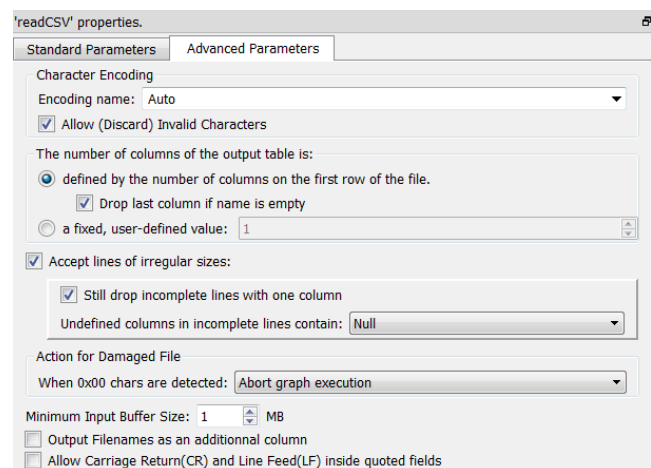 'readCSV' properties.
Standard Parameters
Advanced Parameters
Character Encoding
Encoding name: Auto
Allow (Discard) Invalid Characters
The number of columns of the output table is:
defined by the number of columns on the first row of the file.
Drop last column if name is empty
a fixed, user-defined value: 1
Accept lines of irregular sizes:
Still drop incomplete lines with one column
Undefined columns in incomplete lines contain: Null
Action for Damaged File
When 0x00 chars are detected: Abort graph execution
Minimum Input Buffer Size: 1 MB
Output Filenames as an additionnal column
Allow Carriage Return(CR) and Line Feed(LF) inside quoted fields